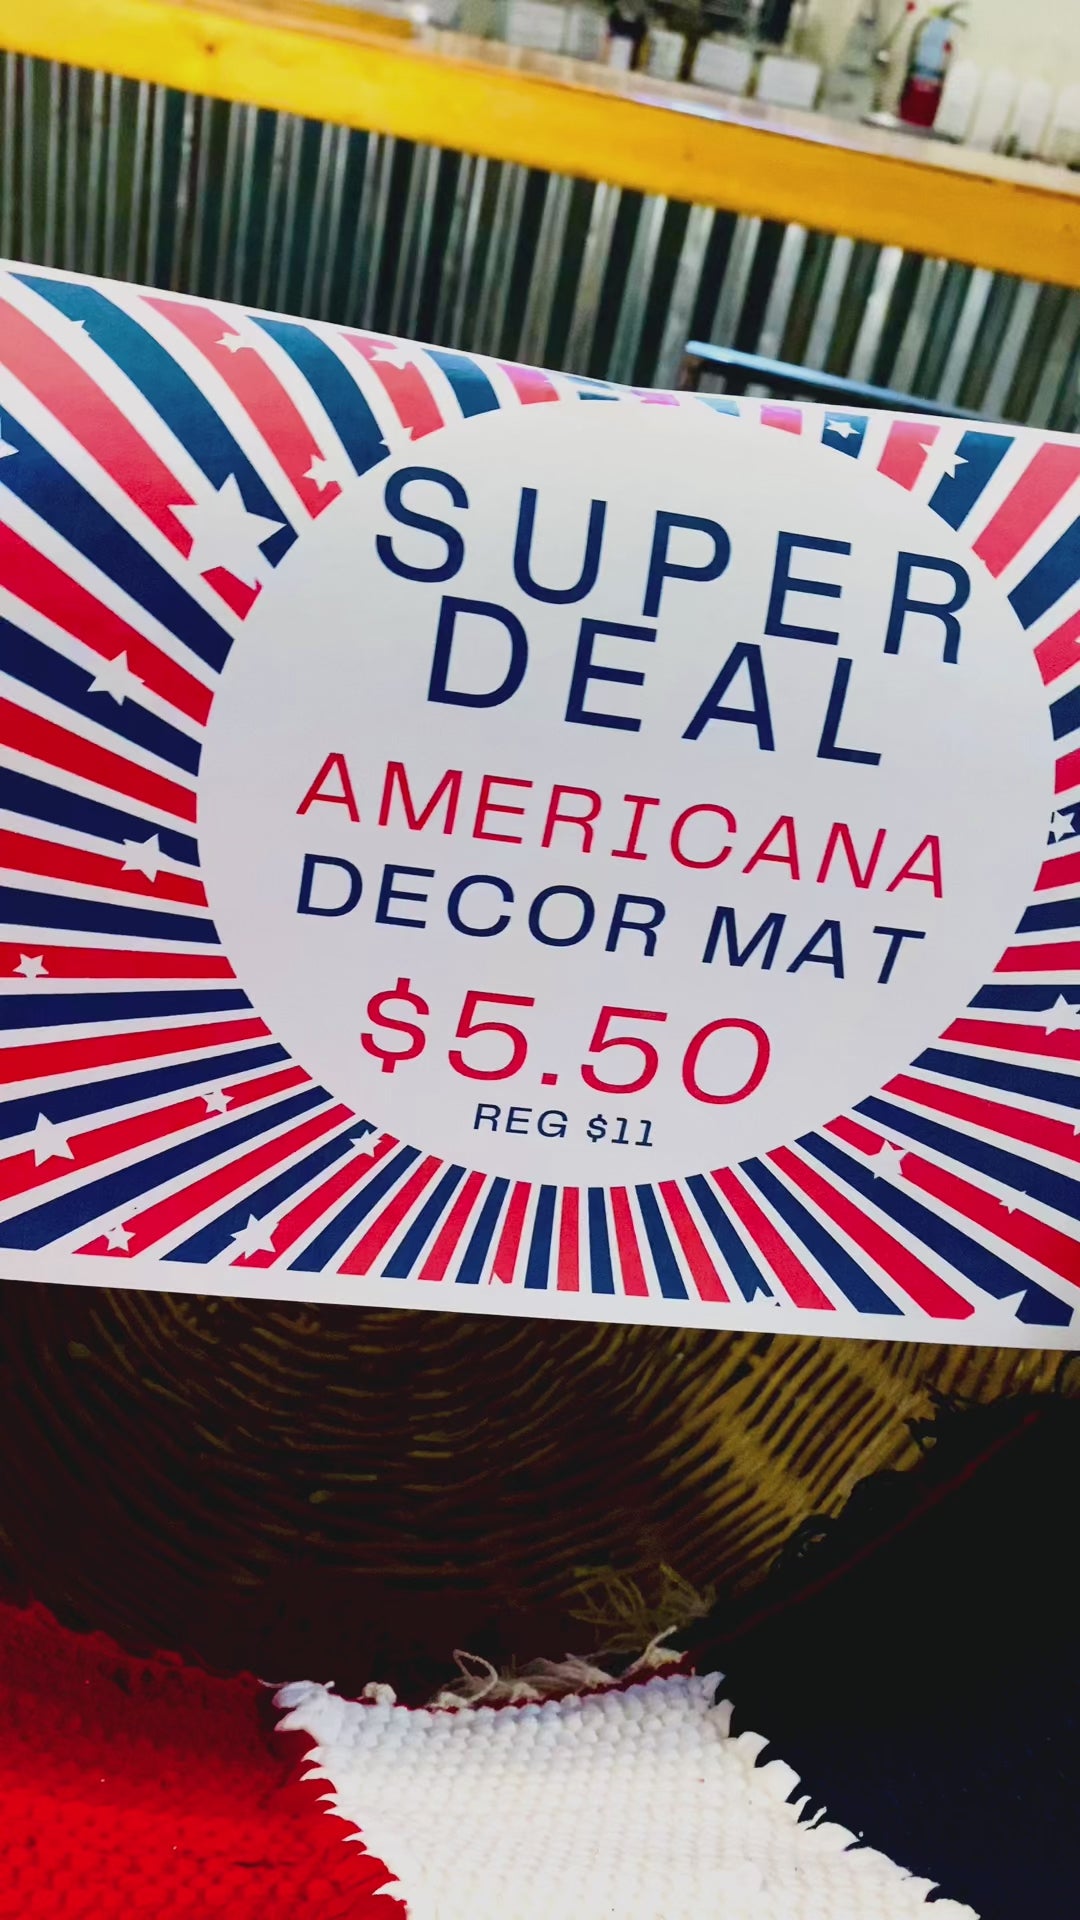 SUPER
DEAL
AMERICANA
DECOR MAT
$5.50
REG $11